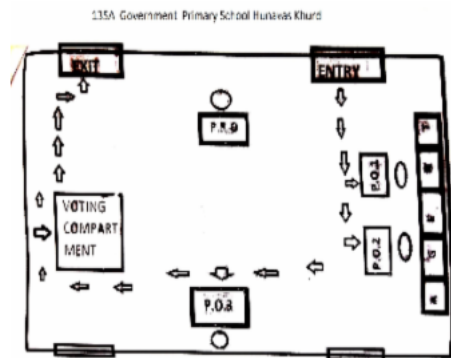 135A Government Primary School Hunavas Khurd
EXIT
ENTRY
P.R.O
P.O.1
VOTING
COMPART
MENT
P.O.2
P.O.3